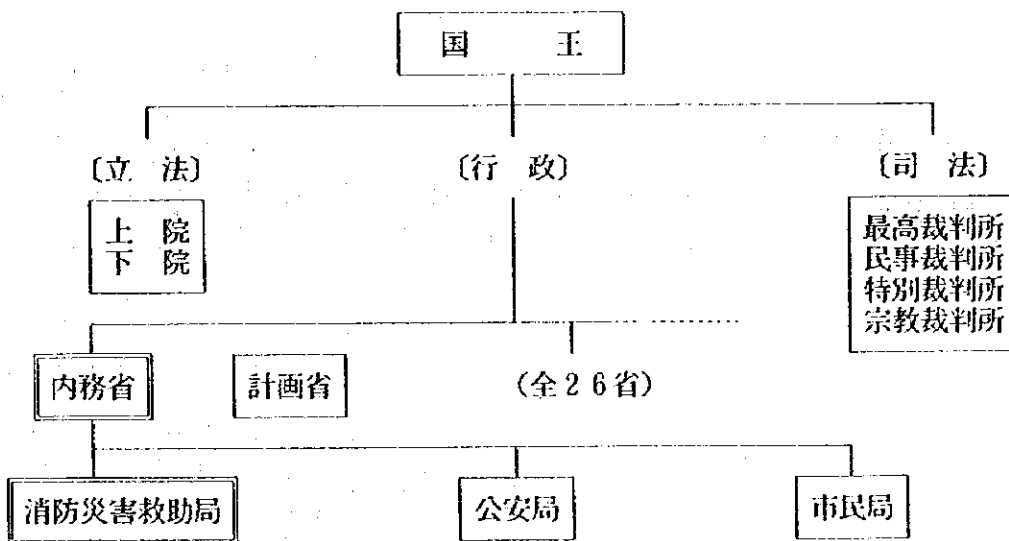 国 王
〔立 法〕
〔行 政〕
〔司 法〕
上 院
下 院
最高裁判所
民事裁判所
特別裁判所
宗教裁判所
内務省
計画省
(全26省)
消防災害救助局
公安局
市民局